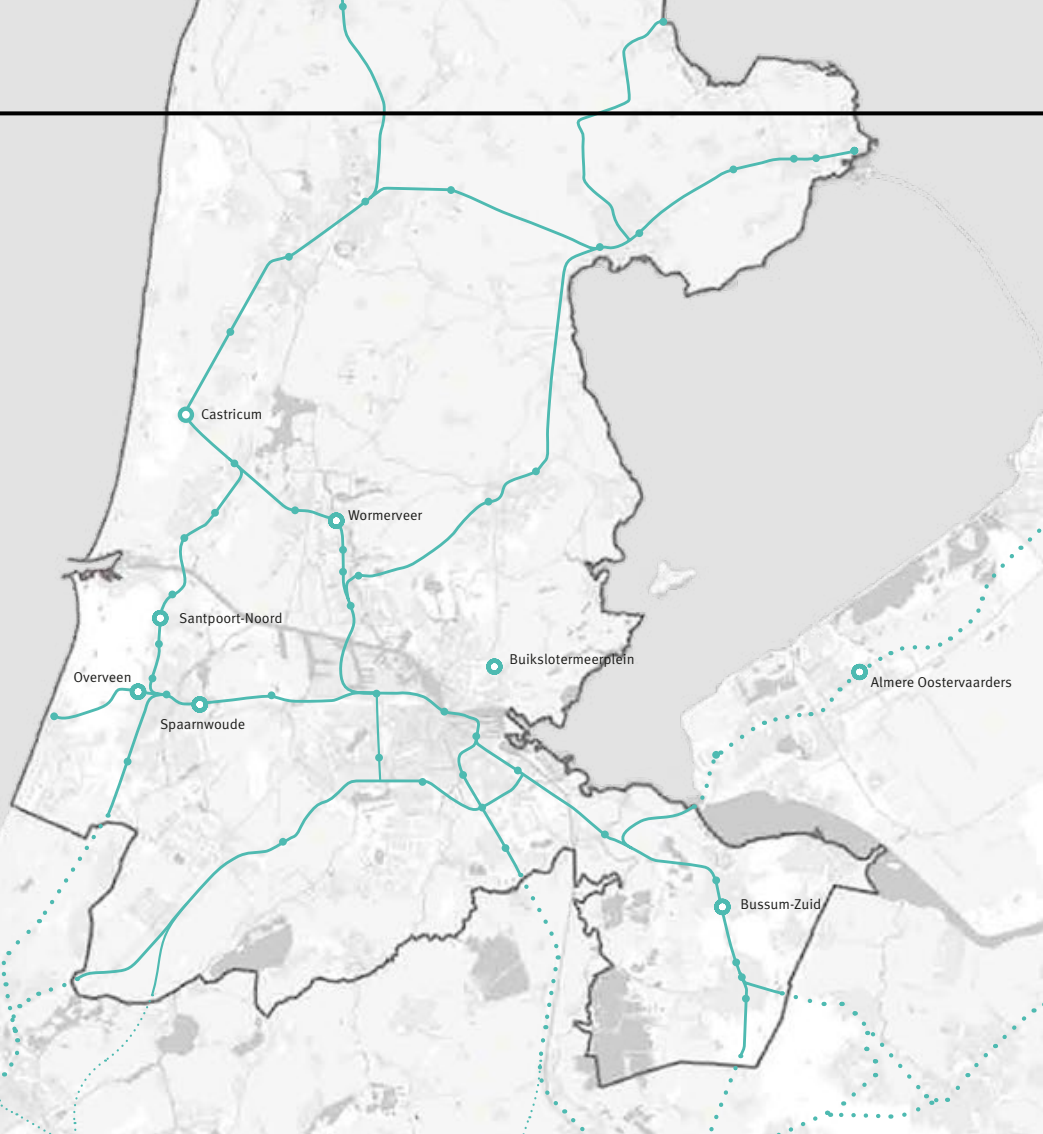 Castricum
Wormerveer
Santpoort-Noord
Buikslotermeerplein
Overveen
Almere Oostervaarders
Spaarnwoude
Bussum-Zuid